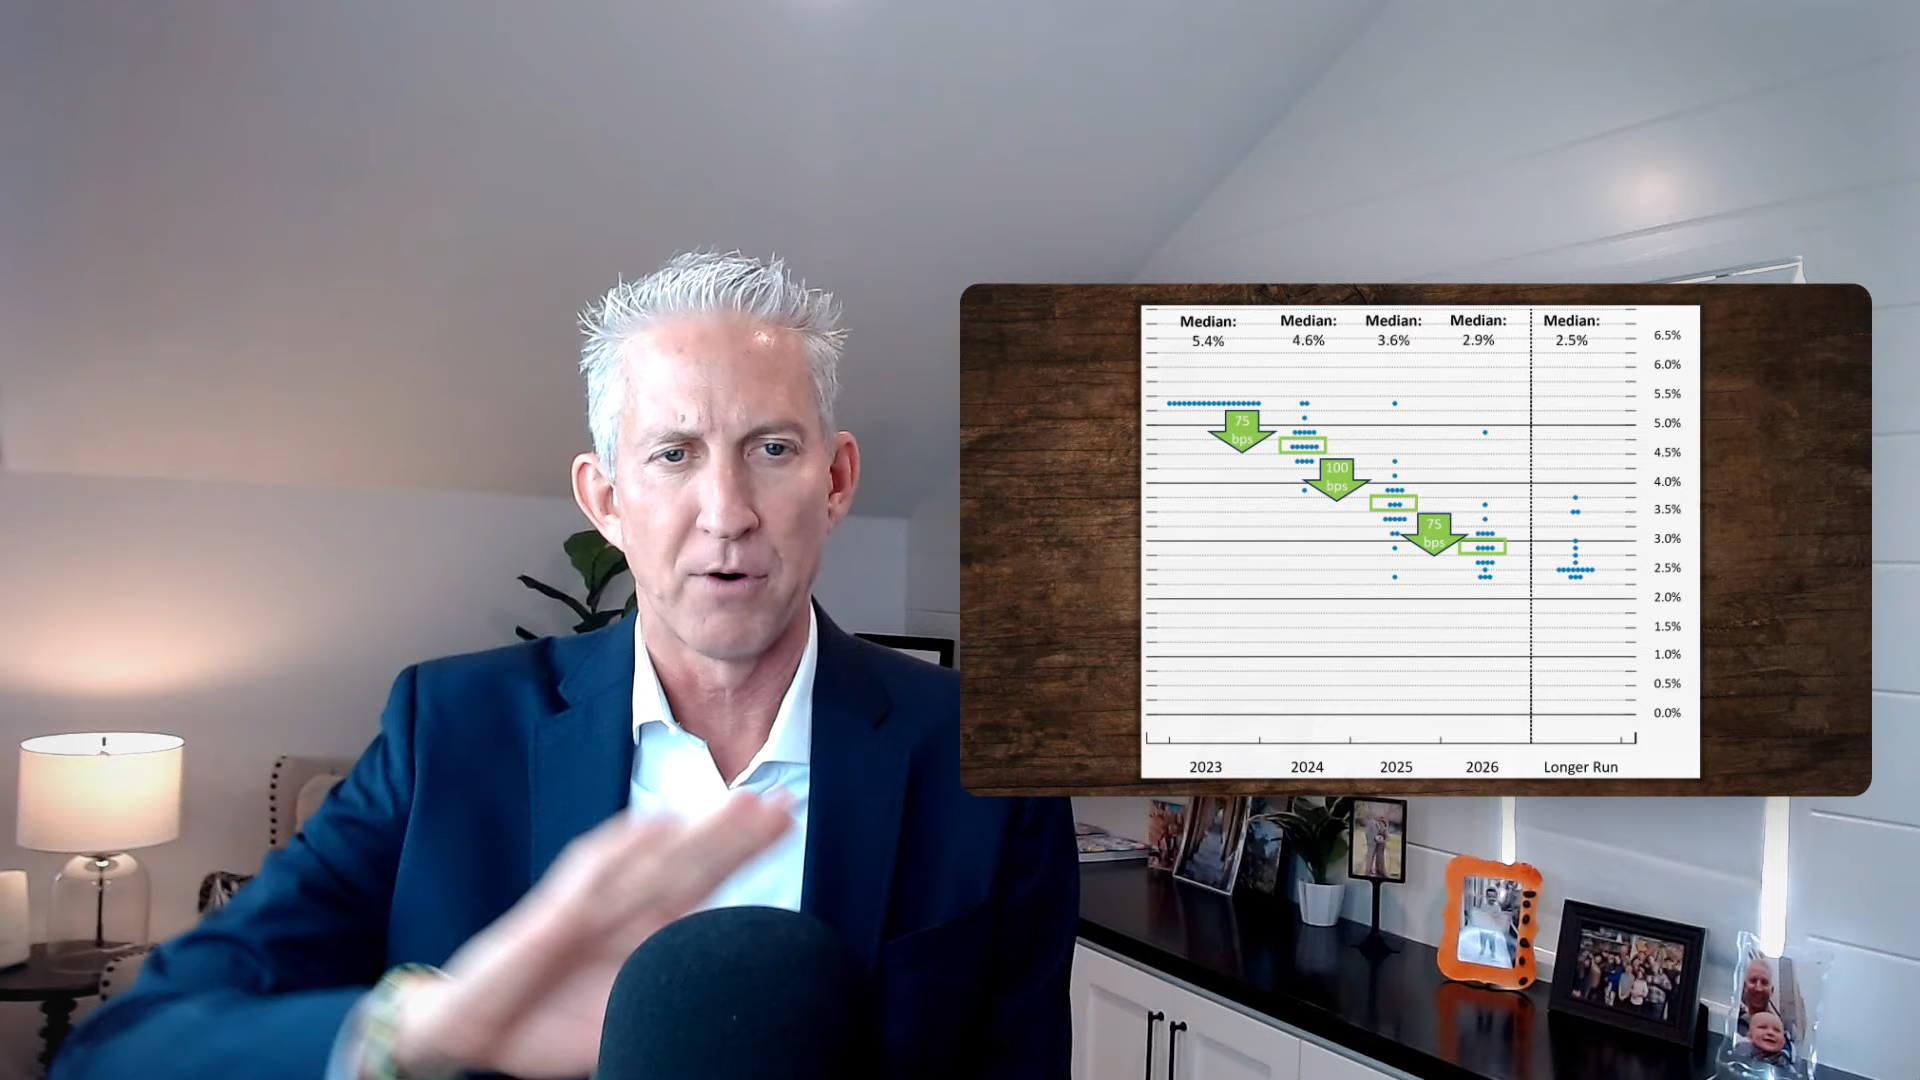 Median: Median: Median: Median: Median:
5.4% 4.6% 3.6% 2.9% 2.5%
6.5%
6.0%
5.5%
75
bps
5.0%
4.5%
100
bps
4.0%
3.5%
75
bps
3.0%
2.5%
2.0%
1.5%
1.0%
0.5%
0.0%
2023 2024 2025 2026 Longer Run